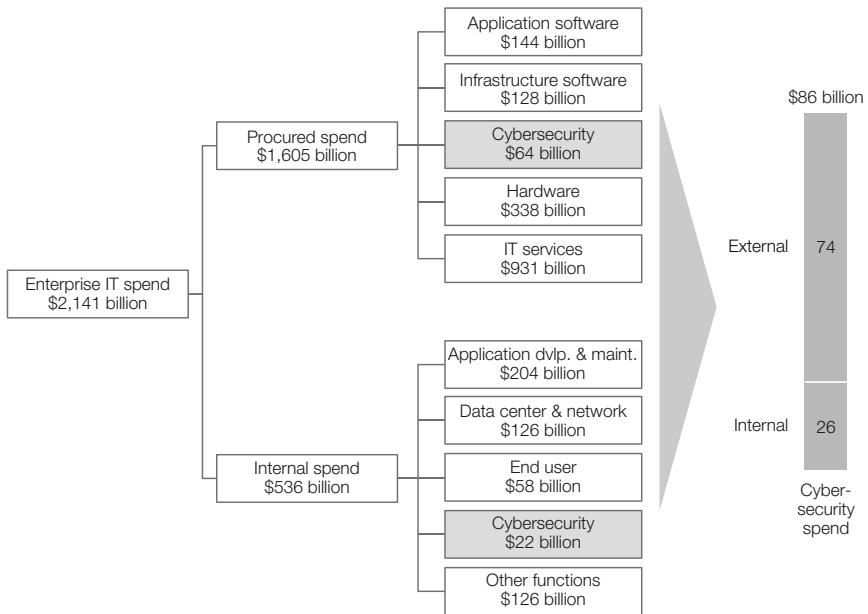 Enterprise IT spend
$2,141 billion
Procured spend
$1,605 billion
Application software
$144 billion
Infrastructure software
$128 billion
Cybersecurity
$64 billion
Hardware
$338 billion
IT services
$931 billion
Internal spend
$536 billion
Application dvlp. & maint.
$204 billion
Data center & network
$126 billion
End user
$58 billion
Cybersecurity
$22 billion
Other functions
$126 billion
$86 billion
External
74
Internal
26
Cyber-
security
spend